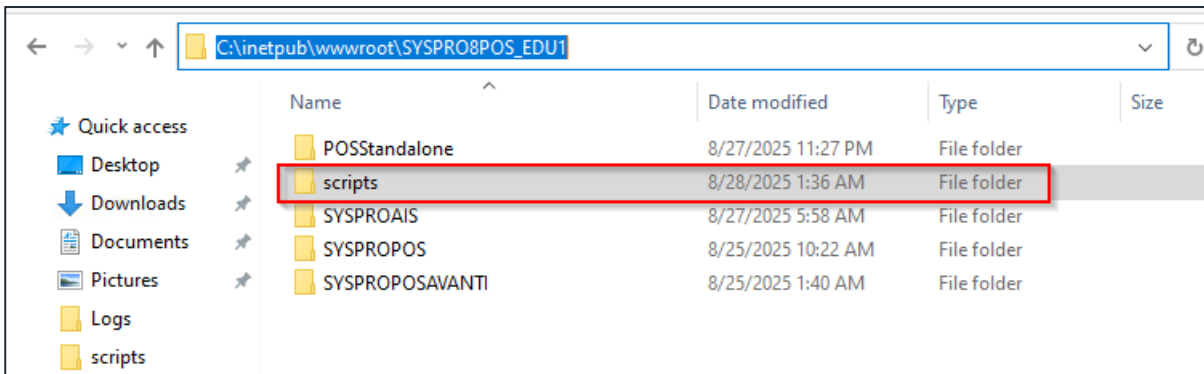 C:\inetpub\wwwroot\SYSPRO8POS_EDU1
Name Date modified Type Size
Quick access
Desktop
Downloads
Documents
Pictures
Logs
scripts
POSStandalone 8/27/2025 11:27 PM File folder
scripts 8/28/2025 1:36 AM File folder
SYSPROAIS 8/27/2025 5:58 AM File folder
SYSPROPOS 8/25/2025 10:22 AM File folder
SYSPROPOSAVANTI 8/25/2025 1:40 AM File folder